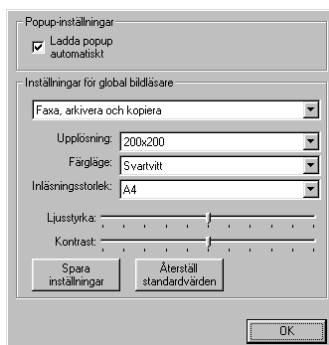 Popup-inställningar
Ladda popup
automatiskt
Inställningar för global bildläsare
Faxa, arkivera och kopiera
Upplösning: 200x200
Färgläge: Svartvitt
Inläsningsstorlek: A4
Ljusstyrka:
Kontrast:
Spara
inställningar
Återställ
standardvärden
OK